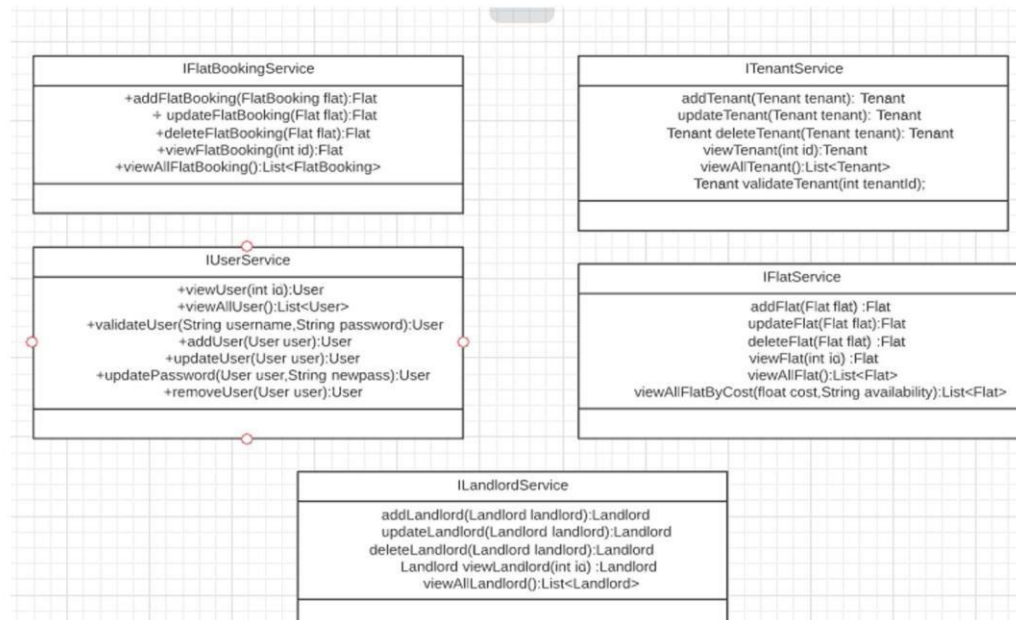 IFlatBookingService
+addFlatBooking(FlatBooking flat):Flat
+ updateFlatBooking(Flat flat):Flat
+deleteFlatBooking(Flat flat):Flat
+viewFlatBooking(int id):Flat
+viewAllFlatBooking():List<FlatBooking>
ITenantService
addTenant(Tenant tenant): Tenant
updateTenant(Tenant tenant): Tenant
Tenant deleteTenant(Tenant tenant): Tenant
viewTenant(int id):Tenant
viewAllTenant():List<Tenant>
Tenant validateTenant(int tenantId);
IUserService
+viewUser(int id):User
+viewAllUser():List<User>
+validateUser(String username,String password):User
+addUser(User user):User
+updateUser(User user):User
+updatePassword(User user,String newpass):User
+removeUser(User user):User
IFlatService
addFlat(Flat flat) :Flat
updateFlat(Flat flat):Flat
deleteFlat(Flat flat) :Flat
viewFlat(int id) :Flat
viewAllFlat():List<Flat>
viewAllFlatByCost(float cost,String availability):List<Flat>
ILandlordService
addLandlord(Landlord landlord):Landlord
updateLandlord(Landlord landlord):Landlord
deleteLandlord(Landlord landlord):Landlord
Landlord viewLandlord(int id) :Landlord
viewAllLandlord():List<Landlord>